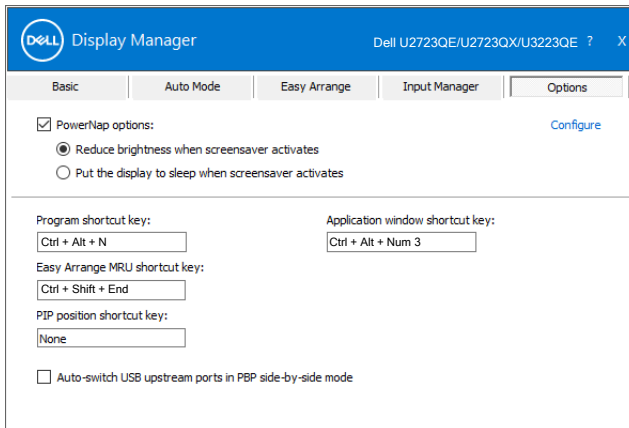 DELL Display Manager Dell U2723QE/U2723QX/U3223QE ? X
Basic Auto Mode Easy Arrange Input Manager Options
PowerNap options: Configure
Reduce brightness when screensaver activates
Put the display to sleep when screensaver activates
Program shortcut key: Application window shortcut key:
Ctrl + Alt + N Ctrl + Alt + Num 3
Easy Arrange MRU shortcut key:
Ctrl + Shift + End
PIP position shortcut key:
None
Auto-switch USB upstream ports in PBP side-by-side mode